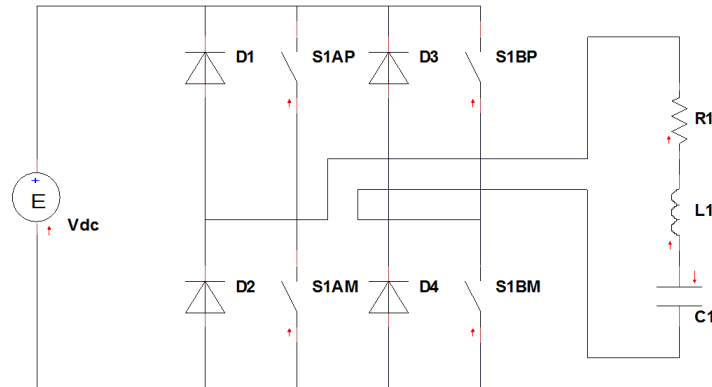 D1 S1AP D3 S1BP
R1
+
E
Vdc
L1
D2 S1AM D4 S1BM
C1